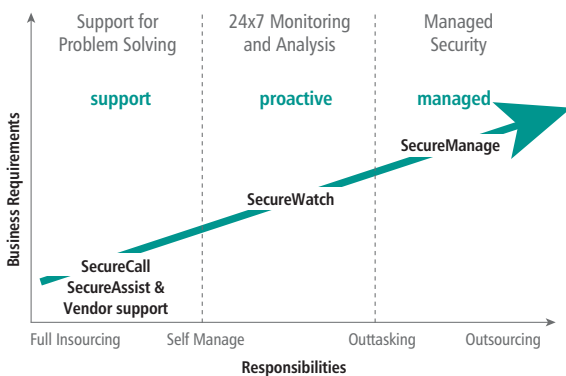 Support for
Problem Solving
24x7 Monitoring
and Analysis
Managed
Security
support
proactive
managed
Business Requirements
SecureManage
SecureWatch
SecureCall
SecureAssist &
Vendor support
Full Insourcing
Self Manage
Outtasking
Outsourcing
Responsibilities